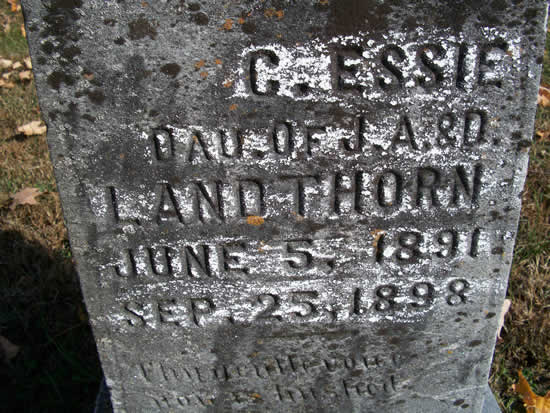 C. ESSIE
DAU. OF J. A. & D.
LANDTHORN.
JUNE 5, 1891
SEP. 25, 1898